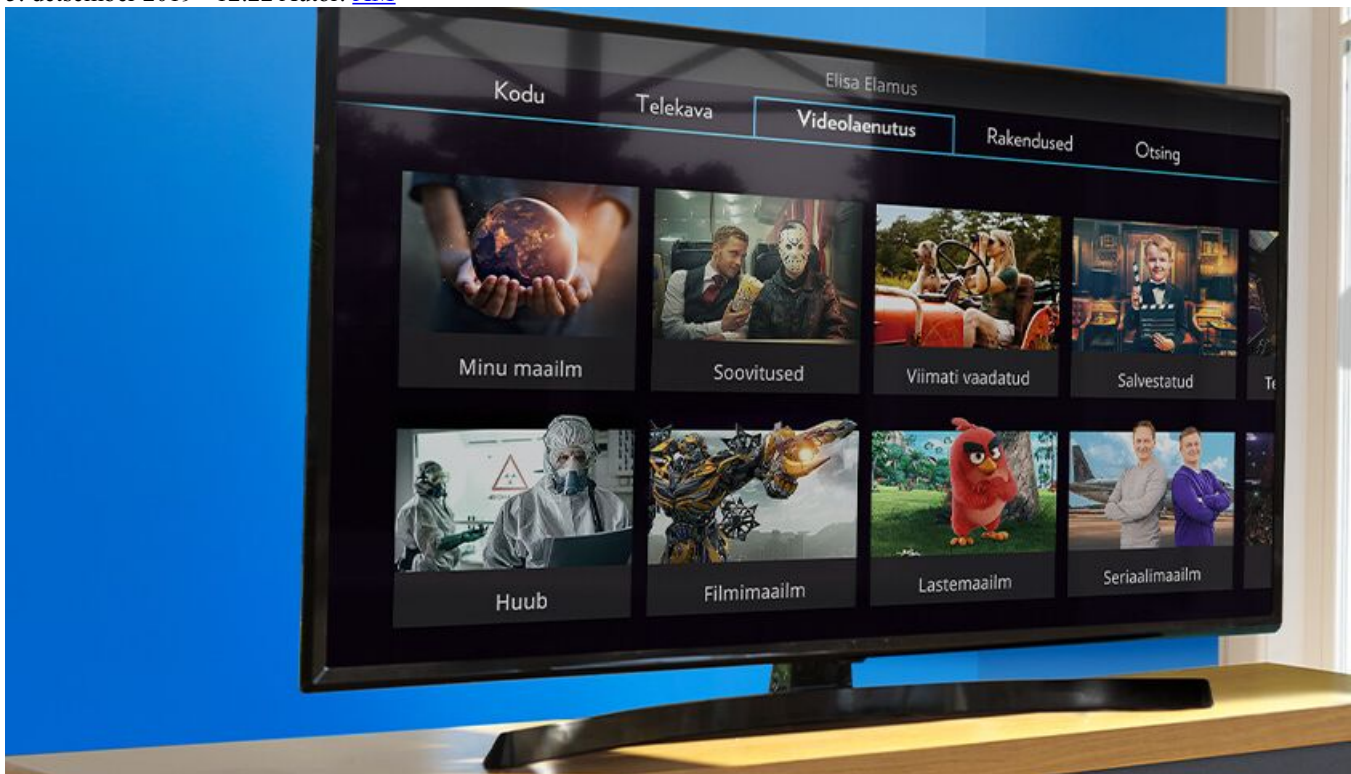 Elisa Elamus
Kodu
Telekava
Videolaenutus
Rakendused
Otsing
Minu maailm
Soovitused
Viimati vaadatud
Salvestatud
Huub
Filmimaailm
Lastemaailm
Seriaalimaailm